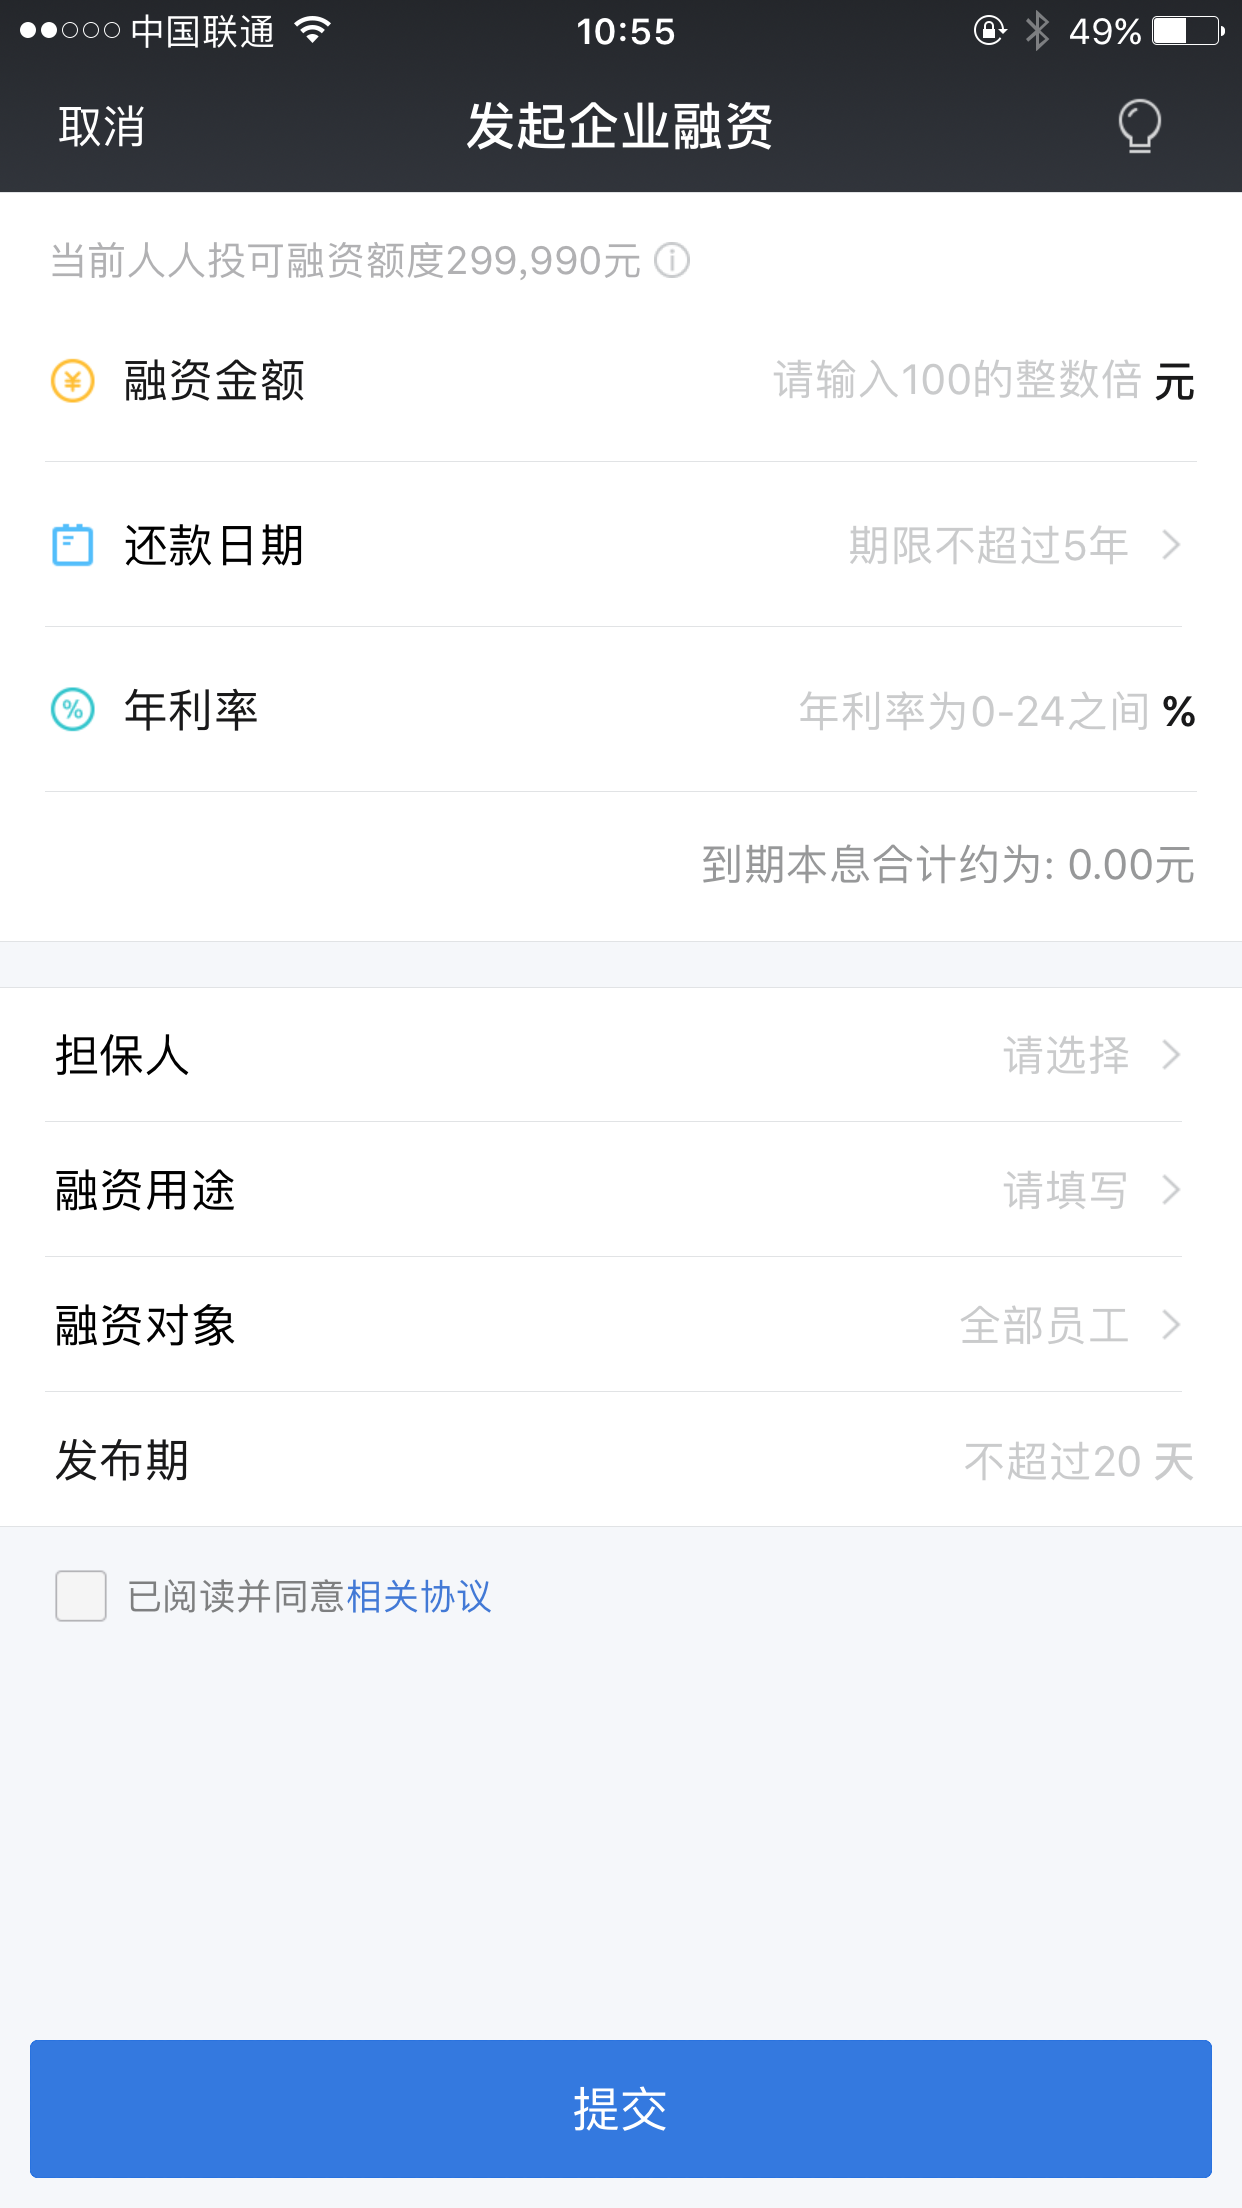 中国联通 10:55 49%
取消 发起企业融资
当前人人投可融资额度299,990元
融资金额 请输入100的整数倍 元
还款日期 期限不超过5年
年利率 年利率为0-24之间 %
到期本息合计约为: 0.00元
担保人 请选择
融资用途 请填写
融资对象 全部员工
发布期 不超过20 天
已阅读并同意相关协议
提交